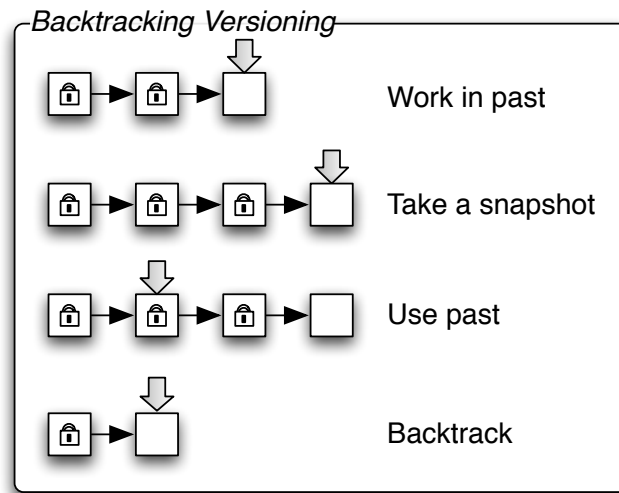 Backtracking Versioning
Work in past
Take a snapshot
Use past
Backtrack